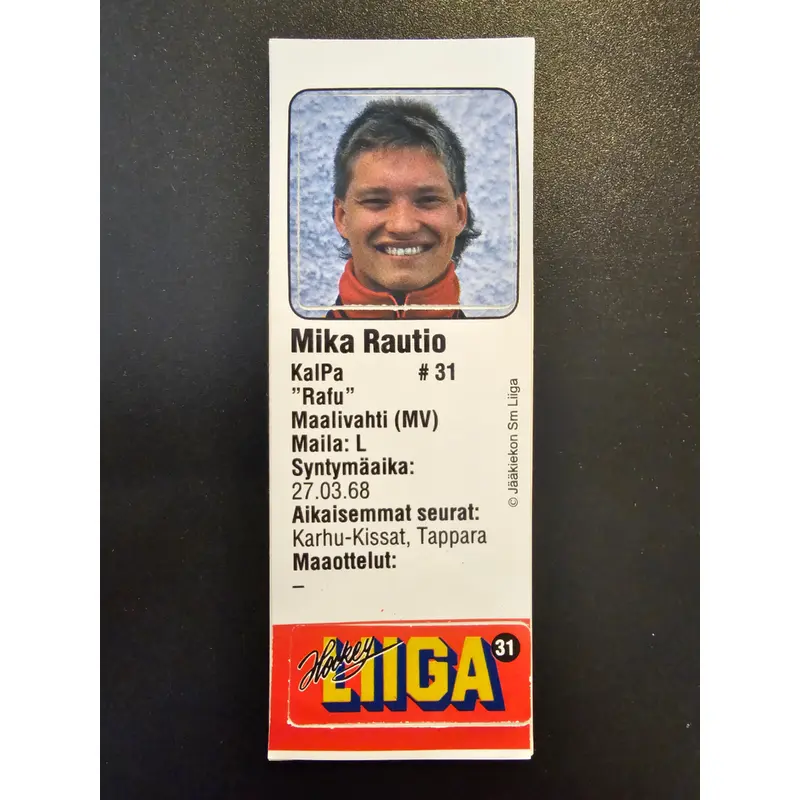 Mika Rautio
KalPa # 31
”Rafu”
Maalivahti (MV)
Maila: L
Syntymäaika:
27.03.68
Aikaisemmat seurat:
Karhu-Kissat, Tappara
Maaottelut:
–
© Jääkiekon Sm Liiga
Hockey
LIIGA
31